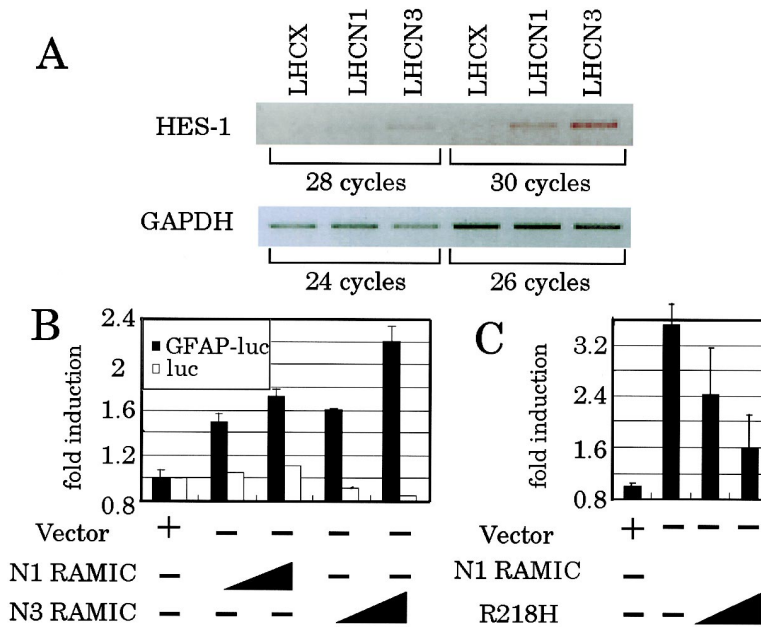 A
LHCX
LHCN1
LHCN3
LHCX
LHCN1
LHCN3
HES-1
28 cycles
30 cycles
GAPDH
24 cycles
26 cycles
B
fold induction
2.4
2
1.6
1.2
0.8
GFAP-luc
luc
Vector + − − − −
N1 RAMIC − − −
N3 RAMIC − − −
C
fold induction
3.2
2.4
1.6
0.8
Vector + − − −
N1 RAMIC −
R218H − −